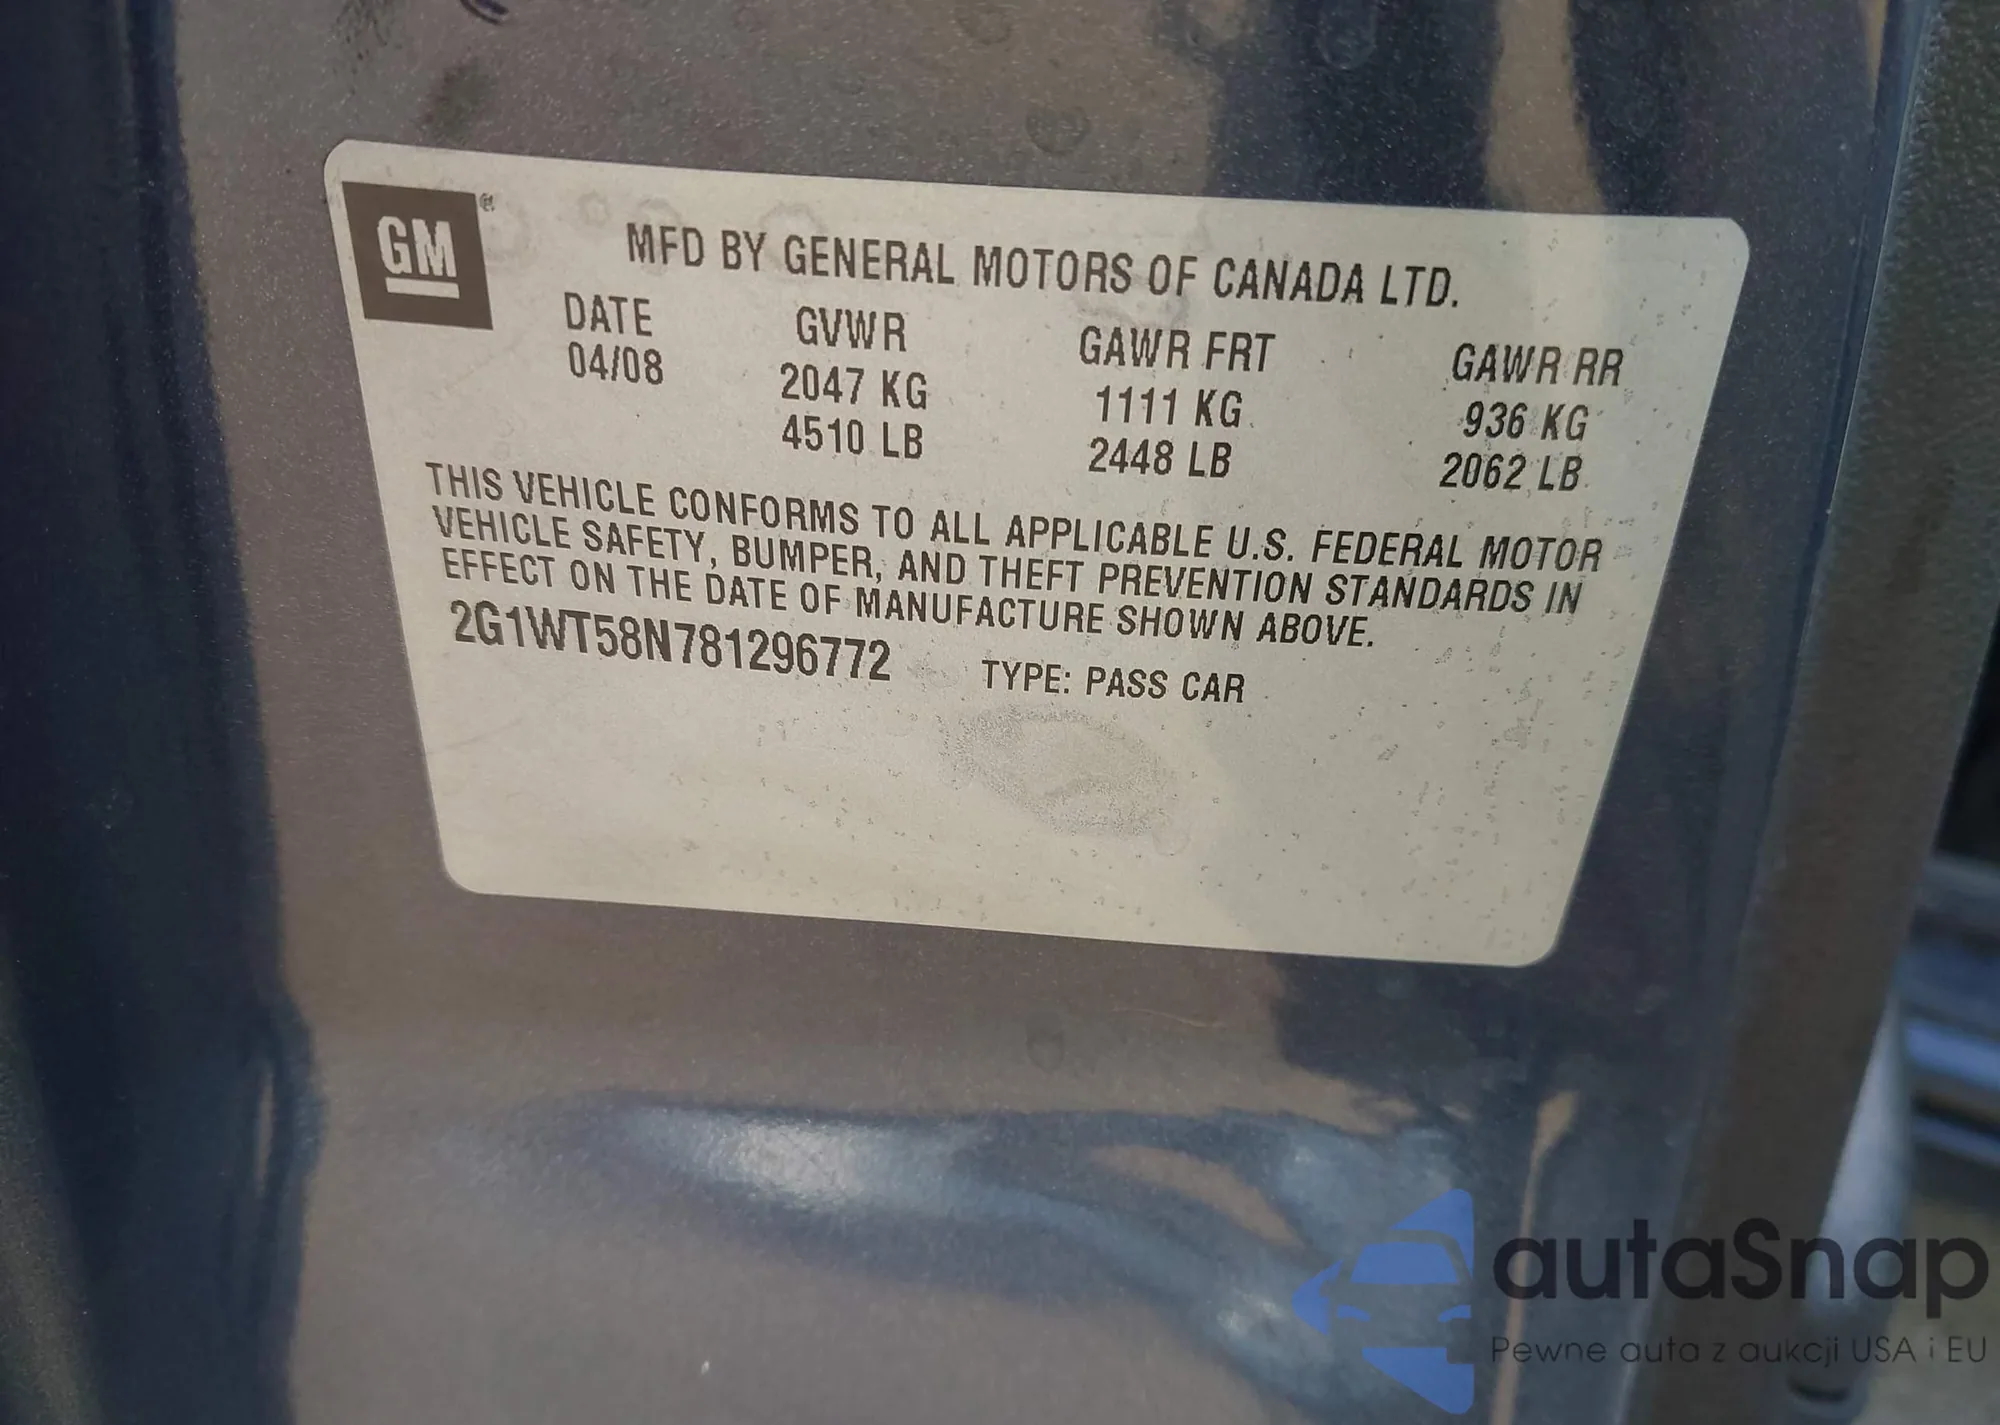 GM®
MFD BY GENERAL MOTORS OF CANADA LTD.
DATE GVWR GAWR FRT GAWR RR
04/08 2047 KG 1111 KG 936 KG
4510 LB 2448 LB 2062 LB
THIS VEHICLE CONFORMS TO ALL APPLICABLE U.S. FEDERAL MOTOR
VEHICLE SAFETY, BUMPER, AND THEFT PREVENTION STANDARDS IN
EFFECT ON THE DATE OF MANUFACTURE SHOWN ABOVE.
2G1WT58N781296772 TYPE: PASS CAR
autaSnap
Pewne auta z aukcji USA i EU